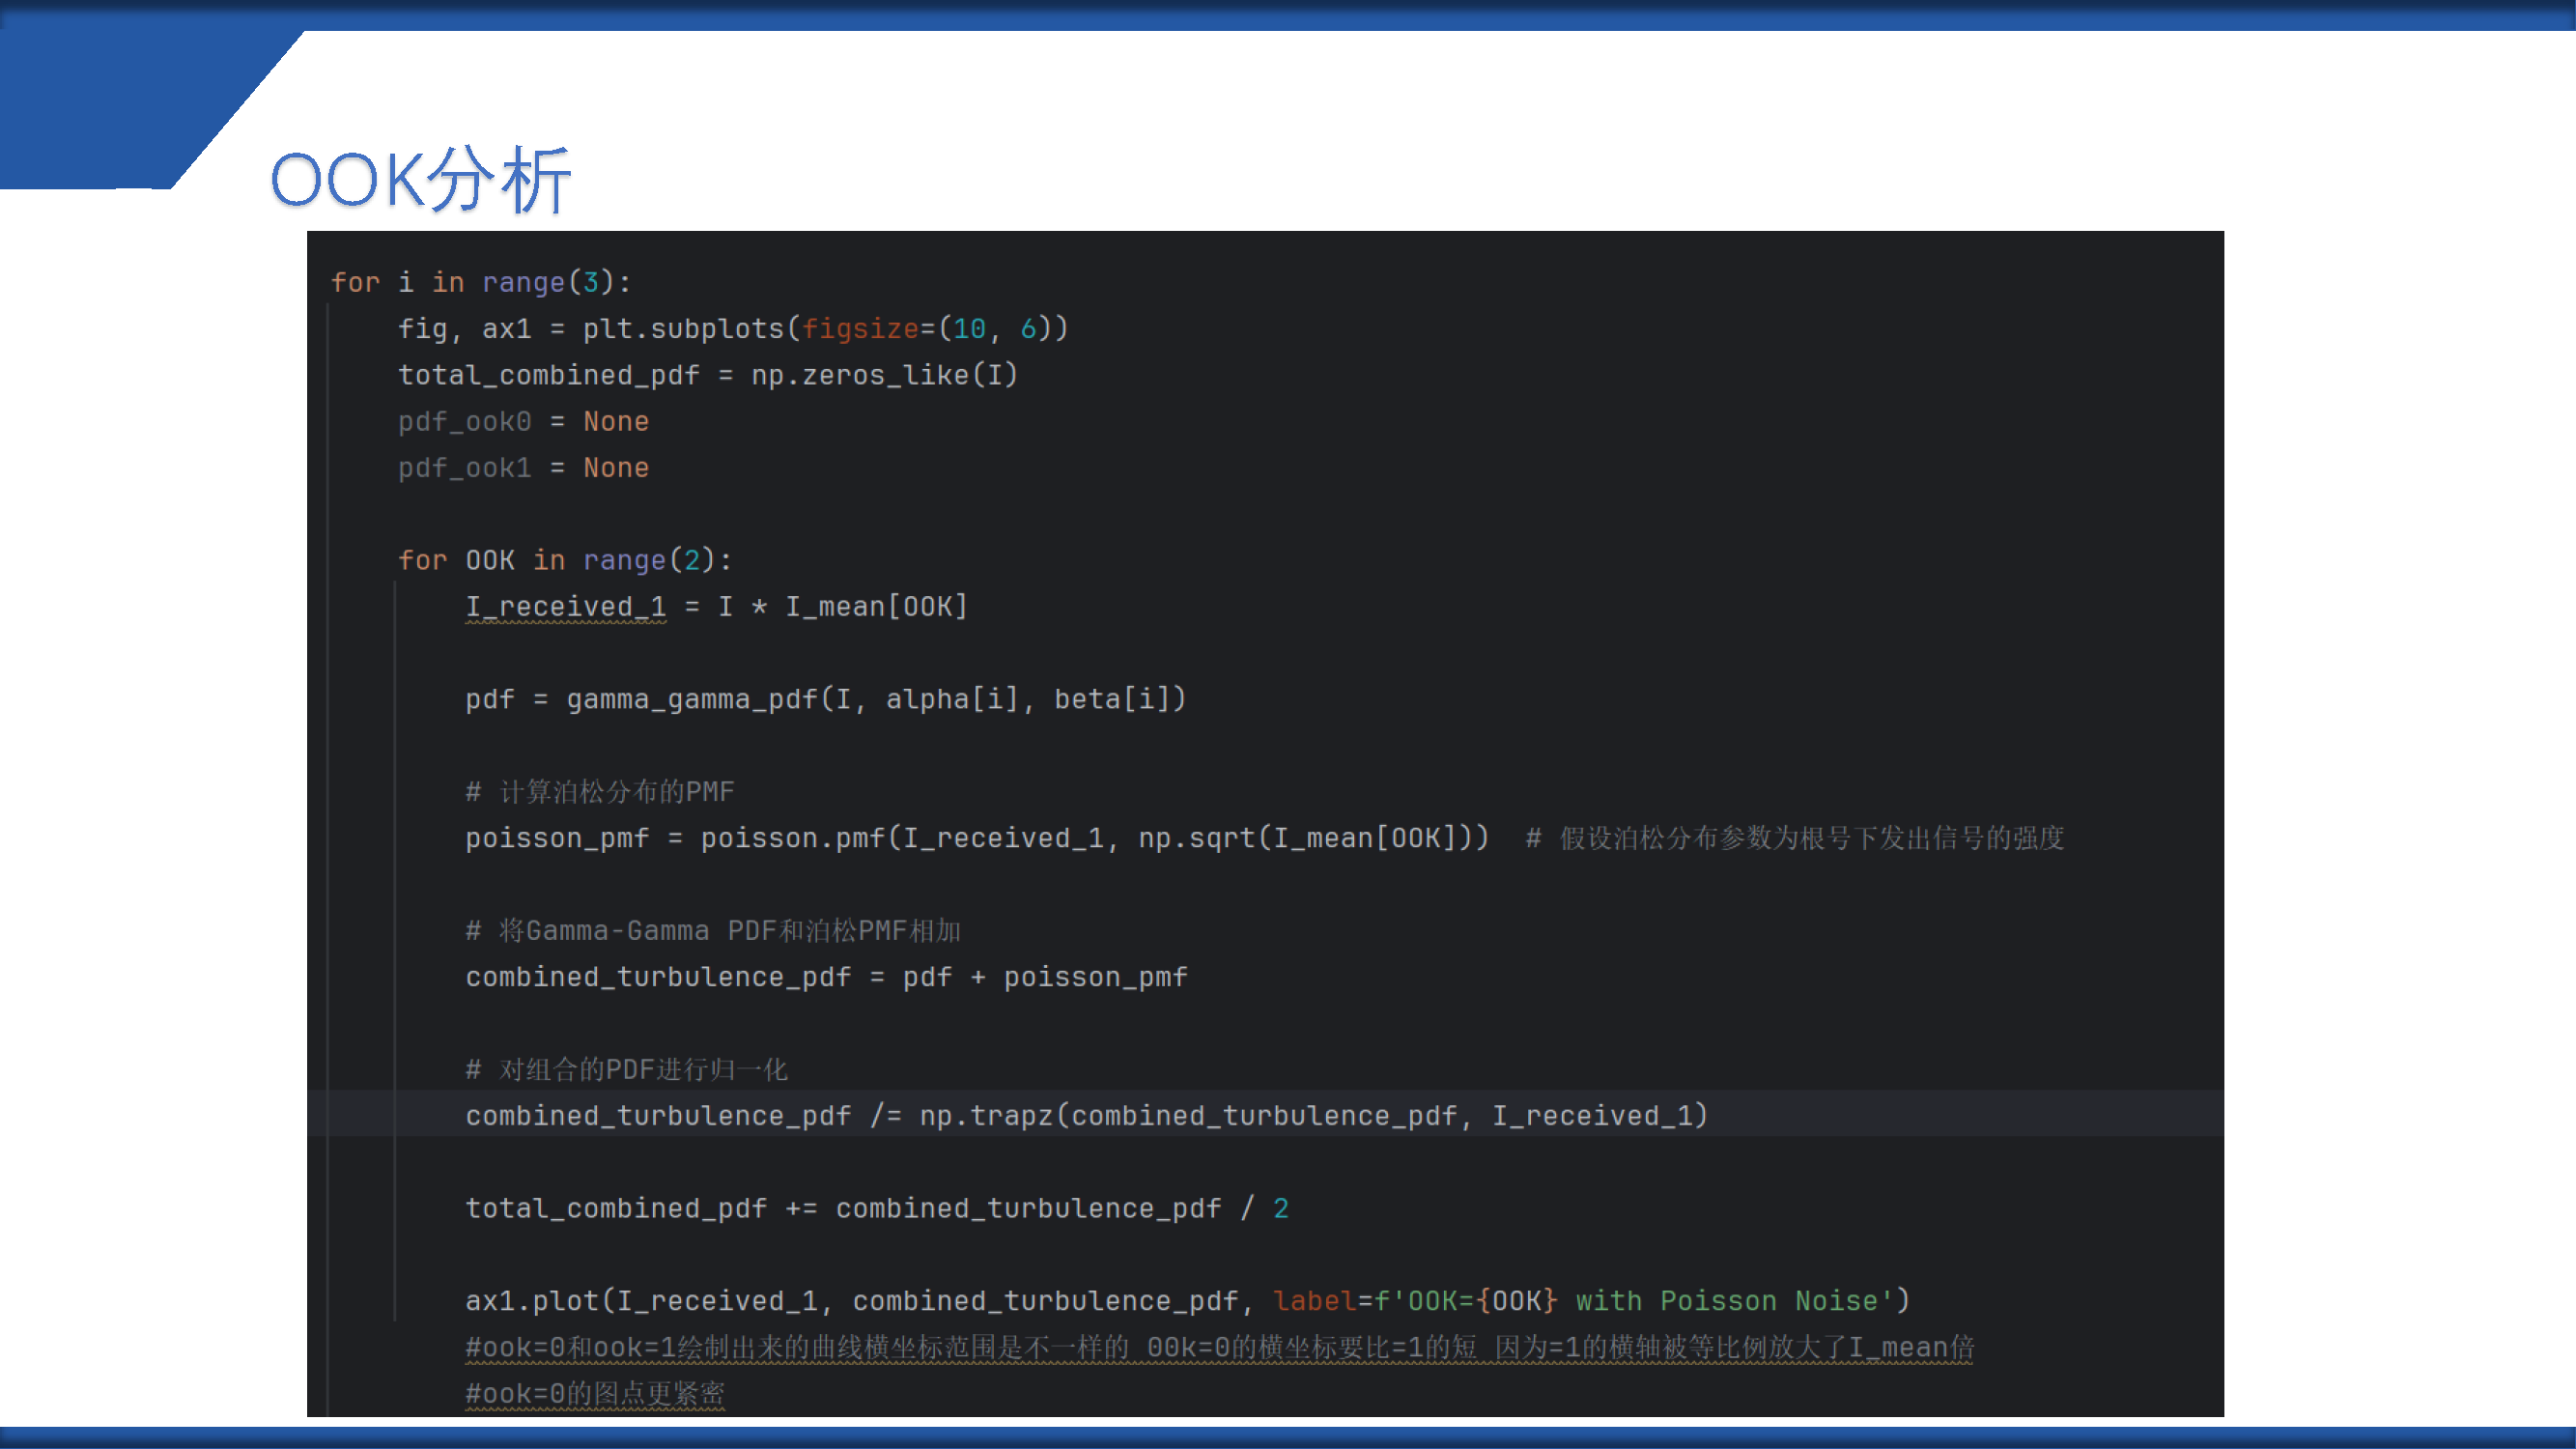 OOK分析
for i in range(3):
    fig, ax1 = plt.subplots(figsize=(10, 6))
    total_combined_pdf = np.zeros_like(I)
    pdf_ook0 = None
    pdf_ook1 = None
    for OOK in range(2):
        I_received_1 = I * I_mean[OOK]
        pdf = gamma_gamma_pdf(I, alpha[i], beta[i])
        # 计算泊松分布的PMF
        poisson_pmf = poisson.pmf(I_received_1, np.sqrt(I_mean[OOK]))  # 假设泊松分布参数为根号下发出信号的强度
        # 将Gamma-Gamma PDF和泊松PMF相加
        combined_turbulence_pdf = pdf + poisson_pmf
        # 对组合的PDF进行归一化
        combined_turbulence_pdf /= np.trapz(combined_turbulence_pdf, I_received_1)
        total_combined_pdf += combined_turbulence_pdf / 2
        ax1.plot(I_received_1, combined_turbulence_pdf, label=f'OOK={OOK} with Poisson Noise')
        #ook=0和ook=1绘制出来的曲线横坐标范围是不一样的 OOk=0的横坐标要比=1的短 因为=1的横轴被等比例放大了I_mean倍
        #ook=0的图点更紧密